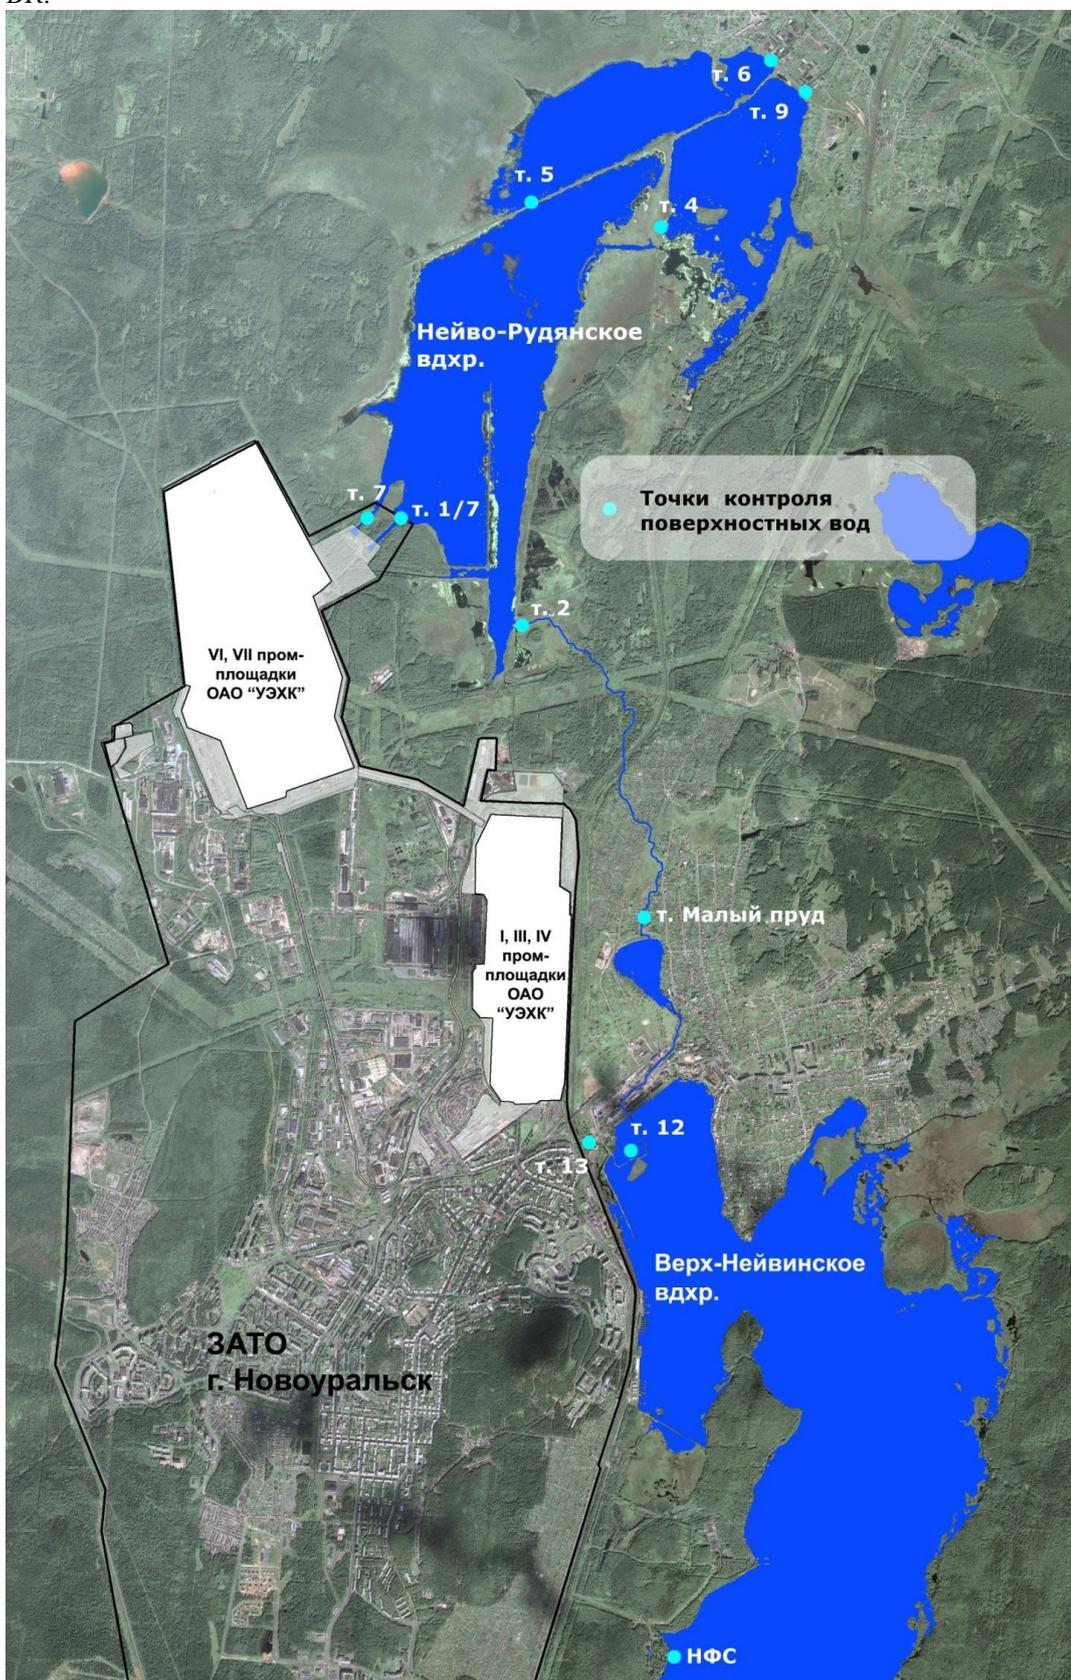 ВХ.
т. 6
т. 9
т. 5
т. 4
Нейво-Рудянское
вдхр.
т. 7
т. 1/7
Точки контроля
поверхностных вод
т. 2
VI, VII пром-
площадки
ОАО “УЭХК”
т. Малый пруд
I, III, IV
пром-
площадки
ОАО
“УЭХК”
т. 12
т. 13
Верх-Нейвинское
вдхр.
ЗАТО
г. Новоуральск
НФС